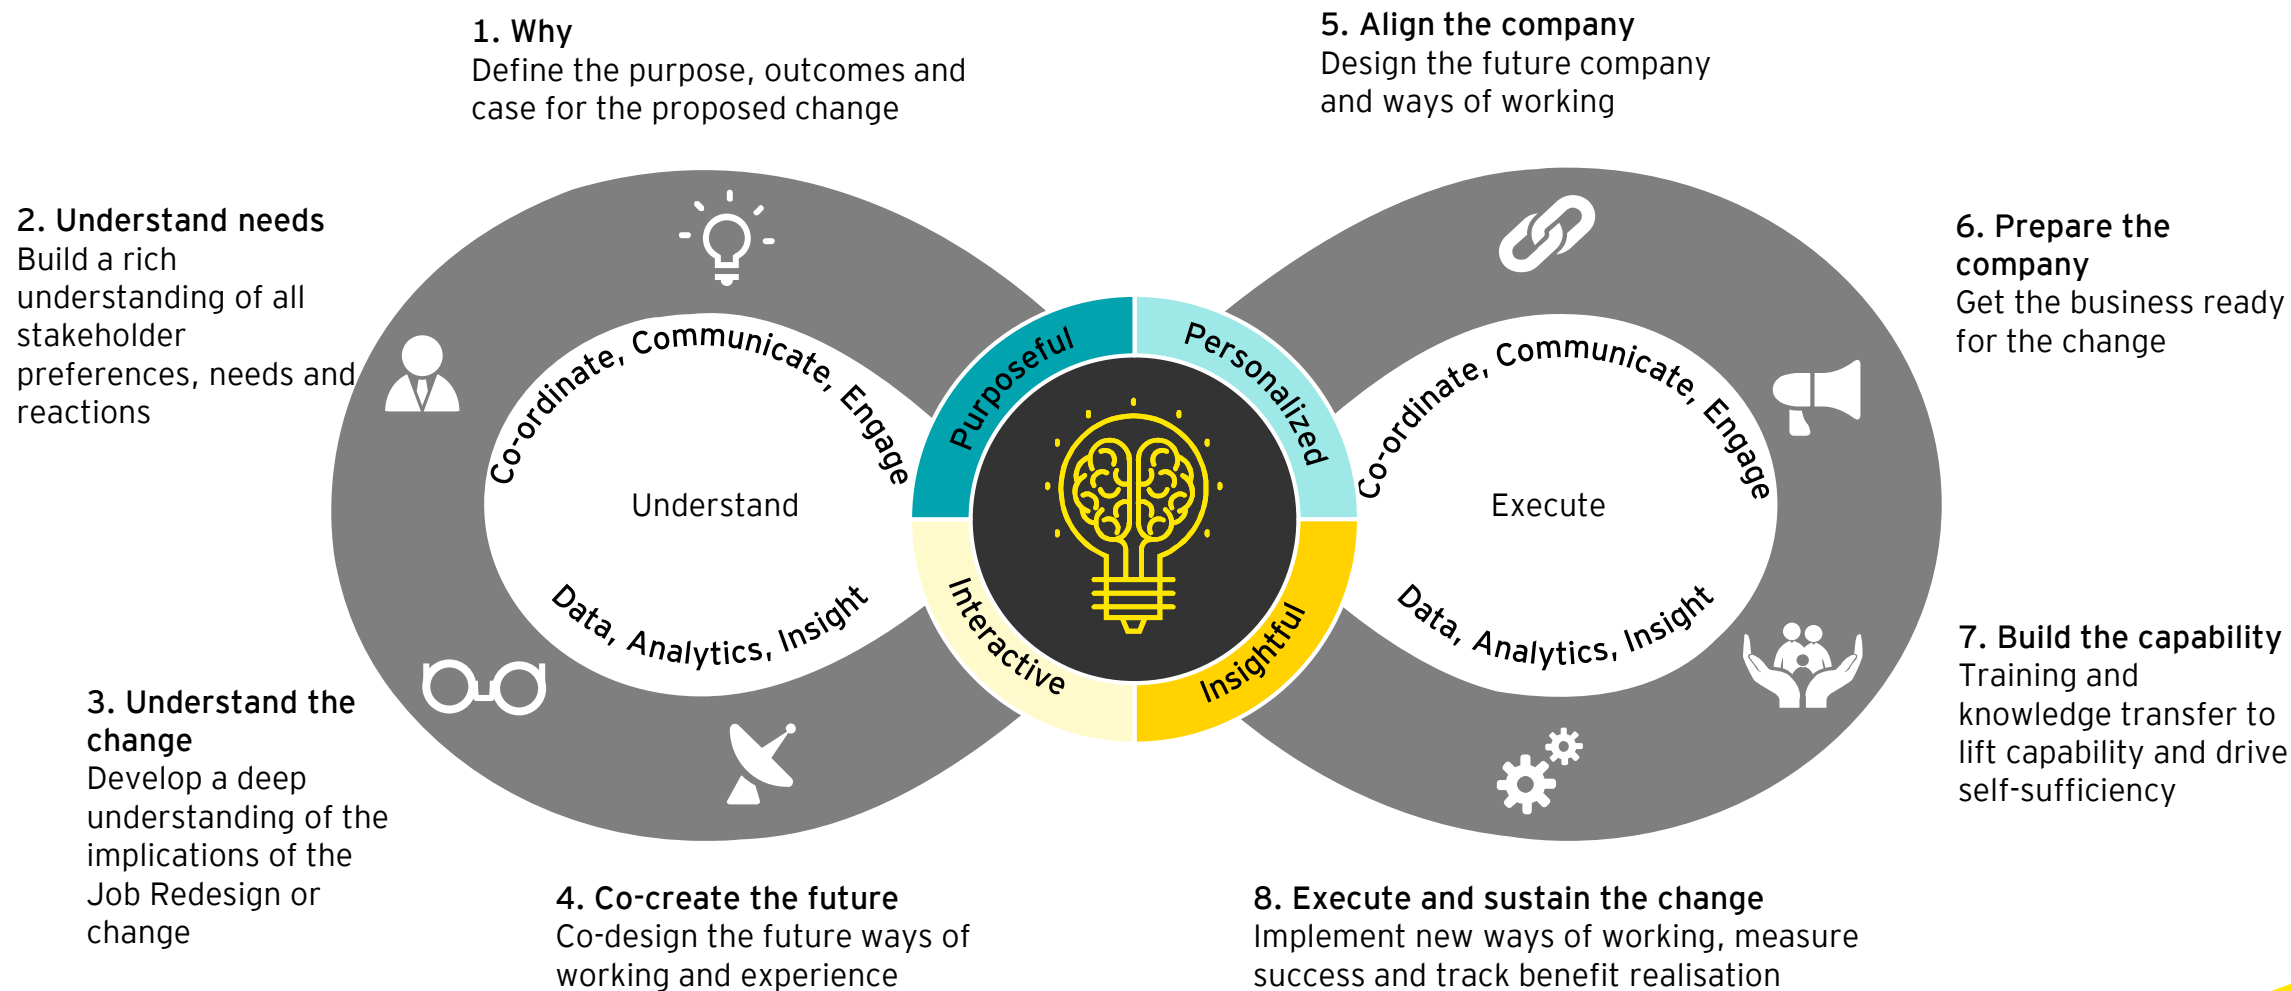 1. Why
Define the purpose, outcomes and
case for the proposed change
2. Understand needs
Build a rich
understanding of all
stakeholder
preferences, needs and
reactions
3. Understand the
change
Develop a deep
understanding of the
implications of the
Job Redesign or
change
4. Co-create the future
Co-design the future ways of
working and experience
Co-ordinate, Communicate, Engage
Understand
Data, Analytics, Insight
Purposeful
Personalized
Interactive
Insightful
5. Align the company
Design the future company
and ways of working
6. Prepare the
company
Get the business ready
for the change
7. Build the capability
Training and
knowledge transfer to
lift capability and drive
self-sufficiency
8. Execute and sustain the change
Implement new ways of working, measure
success and track benefit realisation
Co-ordinate, Communicate, Engage
Execute
Data, Analytics, Insight